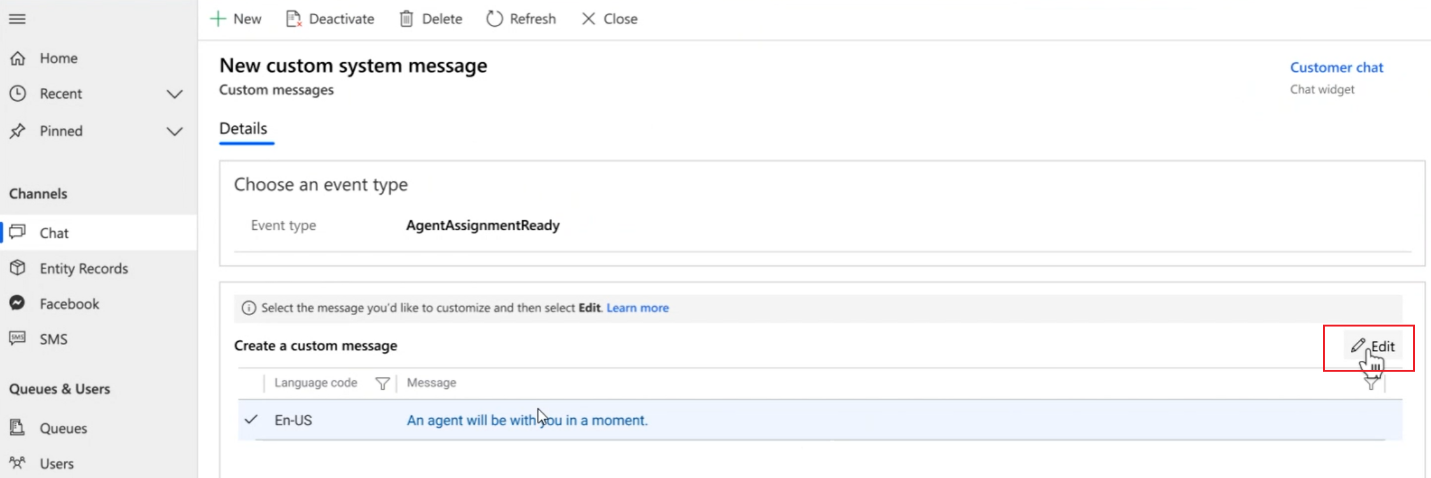 New Deactivate Delete Refresh Close
Home
Recent
Pinned
Channels
Chat
Entity Records
Facebook
SMS
Queues & Users
Queues
Users
New custom system message
Custom messages
Customer chat
Chat widget
Details
Choose an event type
Event type AgentAssignmentReady
Select the message you'd like to customize and then select Edit. Learn more
Create a custom message
Edit
Language code Message
En-US An agent will be with you in a moment.